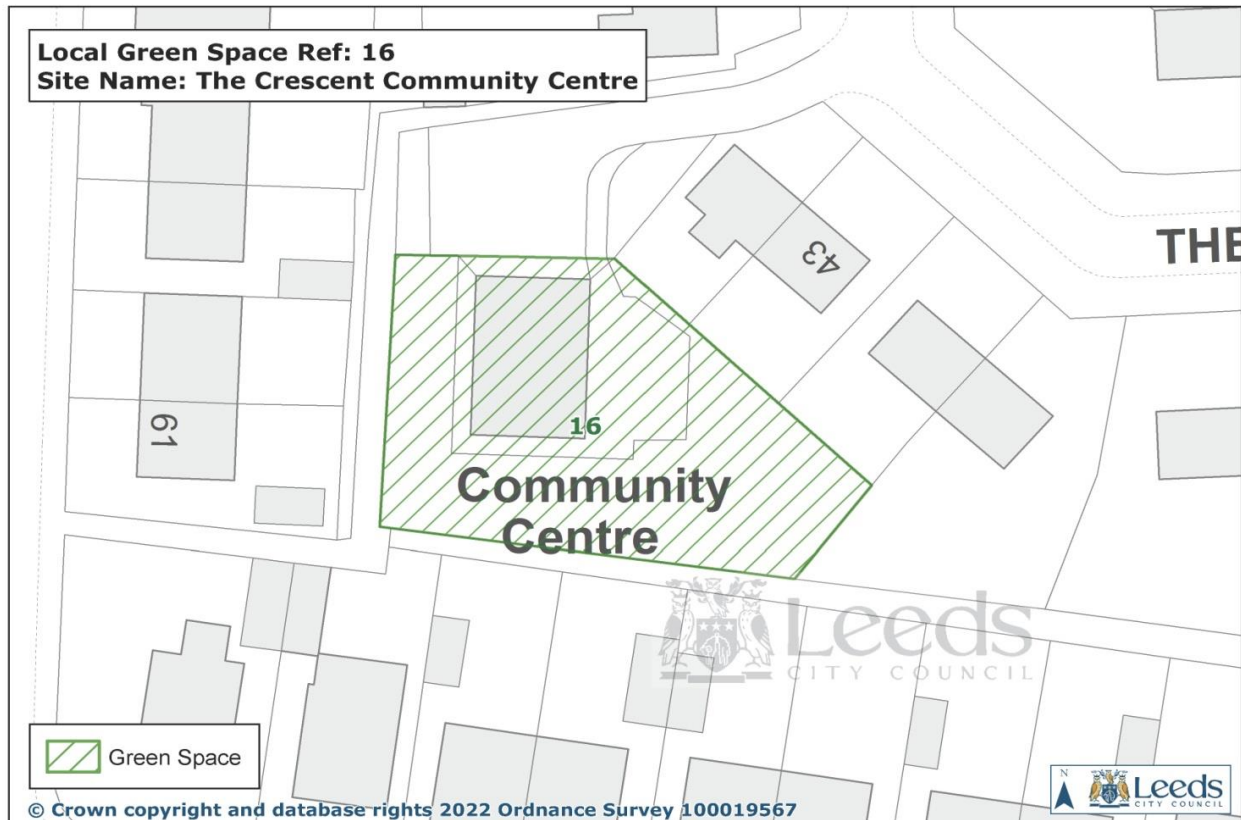 Local Green Space Ref: 16
Site Name: The Crescent Community Centre
THE
43
61
16
Community
Centre
Leeds
CITY COUNCIL
Green Space
N
Leeds
CITY COUNCIL
© Crown copyright and database rights 2022 Ordnance Survey 100019567